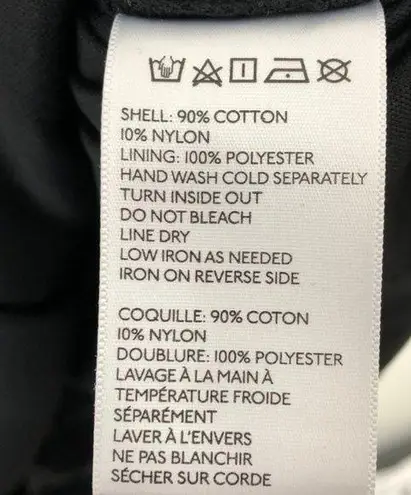 SHELL: 90% COTTON
10% NYLON
LINING: 100% POLYESTER
HAND WASH COLD SEPARATELY
TURN INSIDE OUT
DO NOT BLEACH
LINE DRY
LOW IRON AS NEEDED
IRON ON REVERSE SIDE
COQUILLE: 90% COTON
10% NYLON
DOUBLURE: 100% POLYESTER
LAVAGE À LA MAIN À
TEMPÉRATURE FROIDE
SÉPARÉMENT
LAVER À L'ENVERS
NE PAS BLANCHIR
SÉCHER SUR CORDE